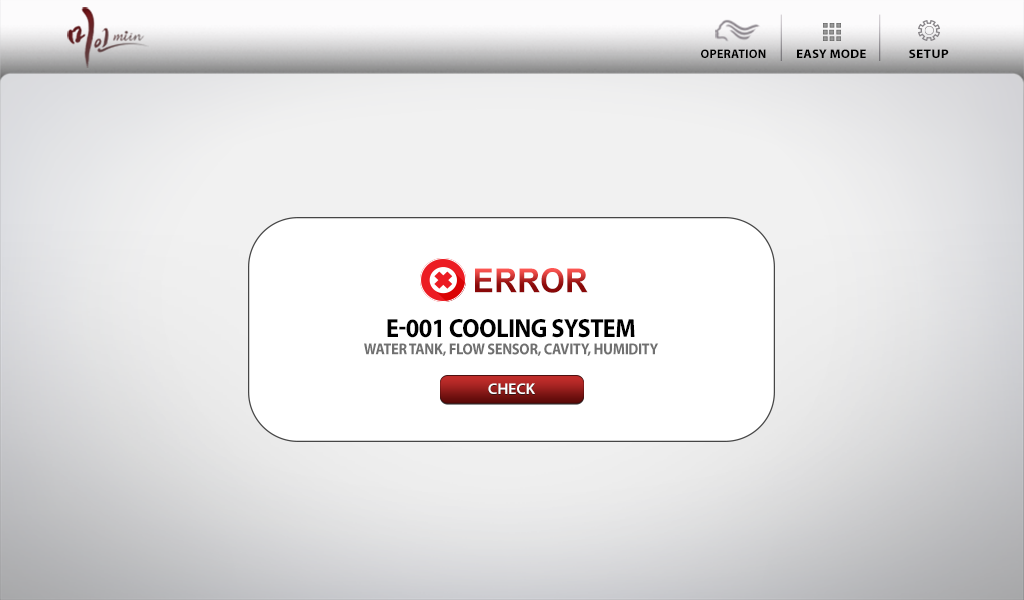 미인 miin
OPERATION
EASY MODE
SETUP
ERROR
E-001 COOLING SYSTEM
WATER TANK, FLOW SENSOR, CAVITY, HUMIDITY
CHECK